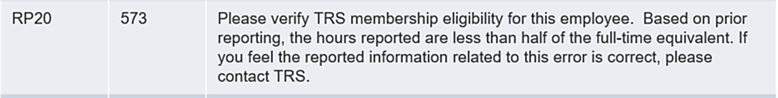 RP20 573 Please verify TRS membership eligibility for this employee.  Based on prior
reporting, the hours reported are less than half of the full-time equivalent. If
you feel the reported information related to this error is correct, please
contact TRS.